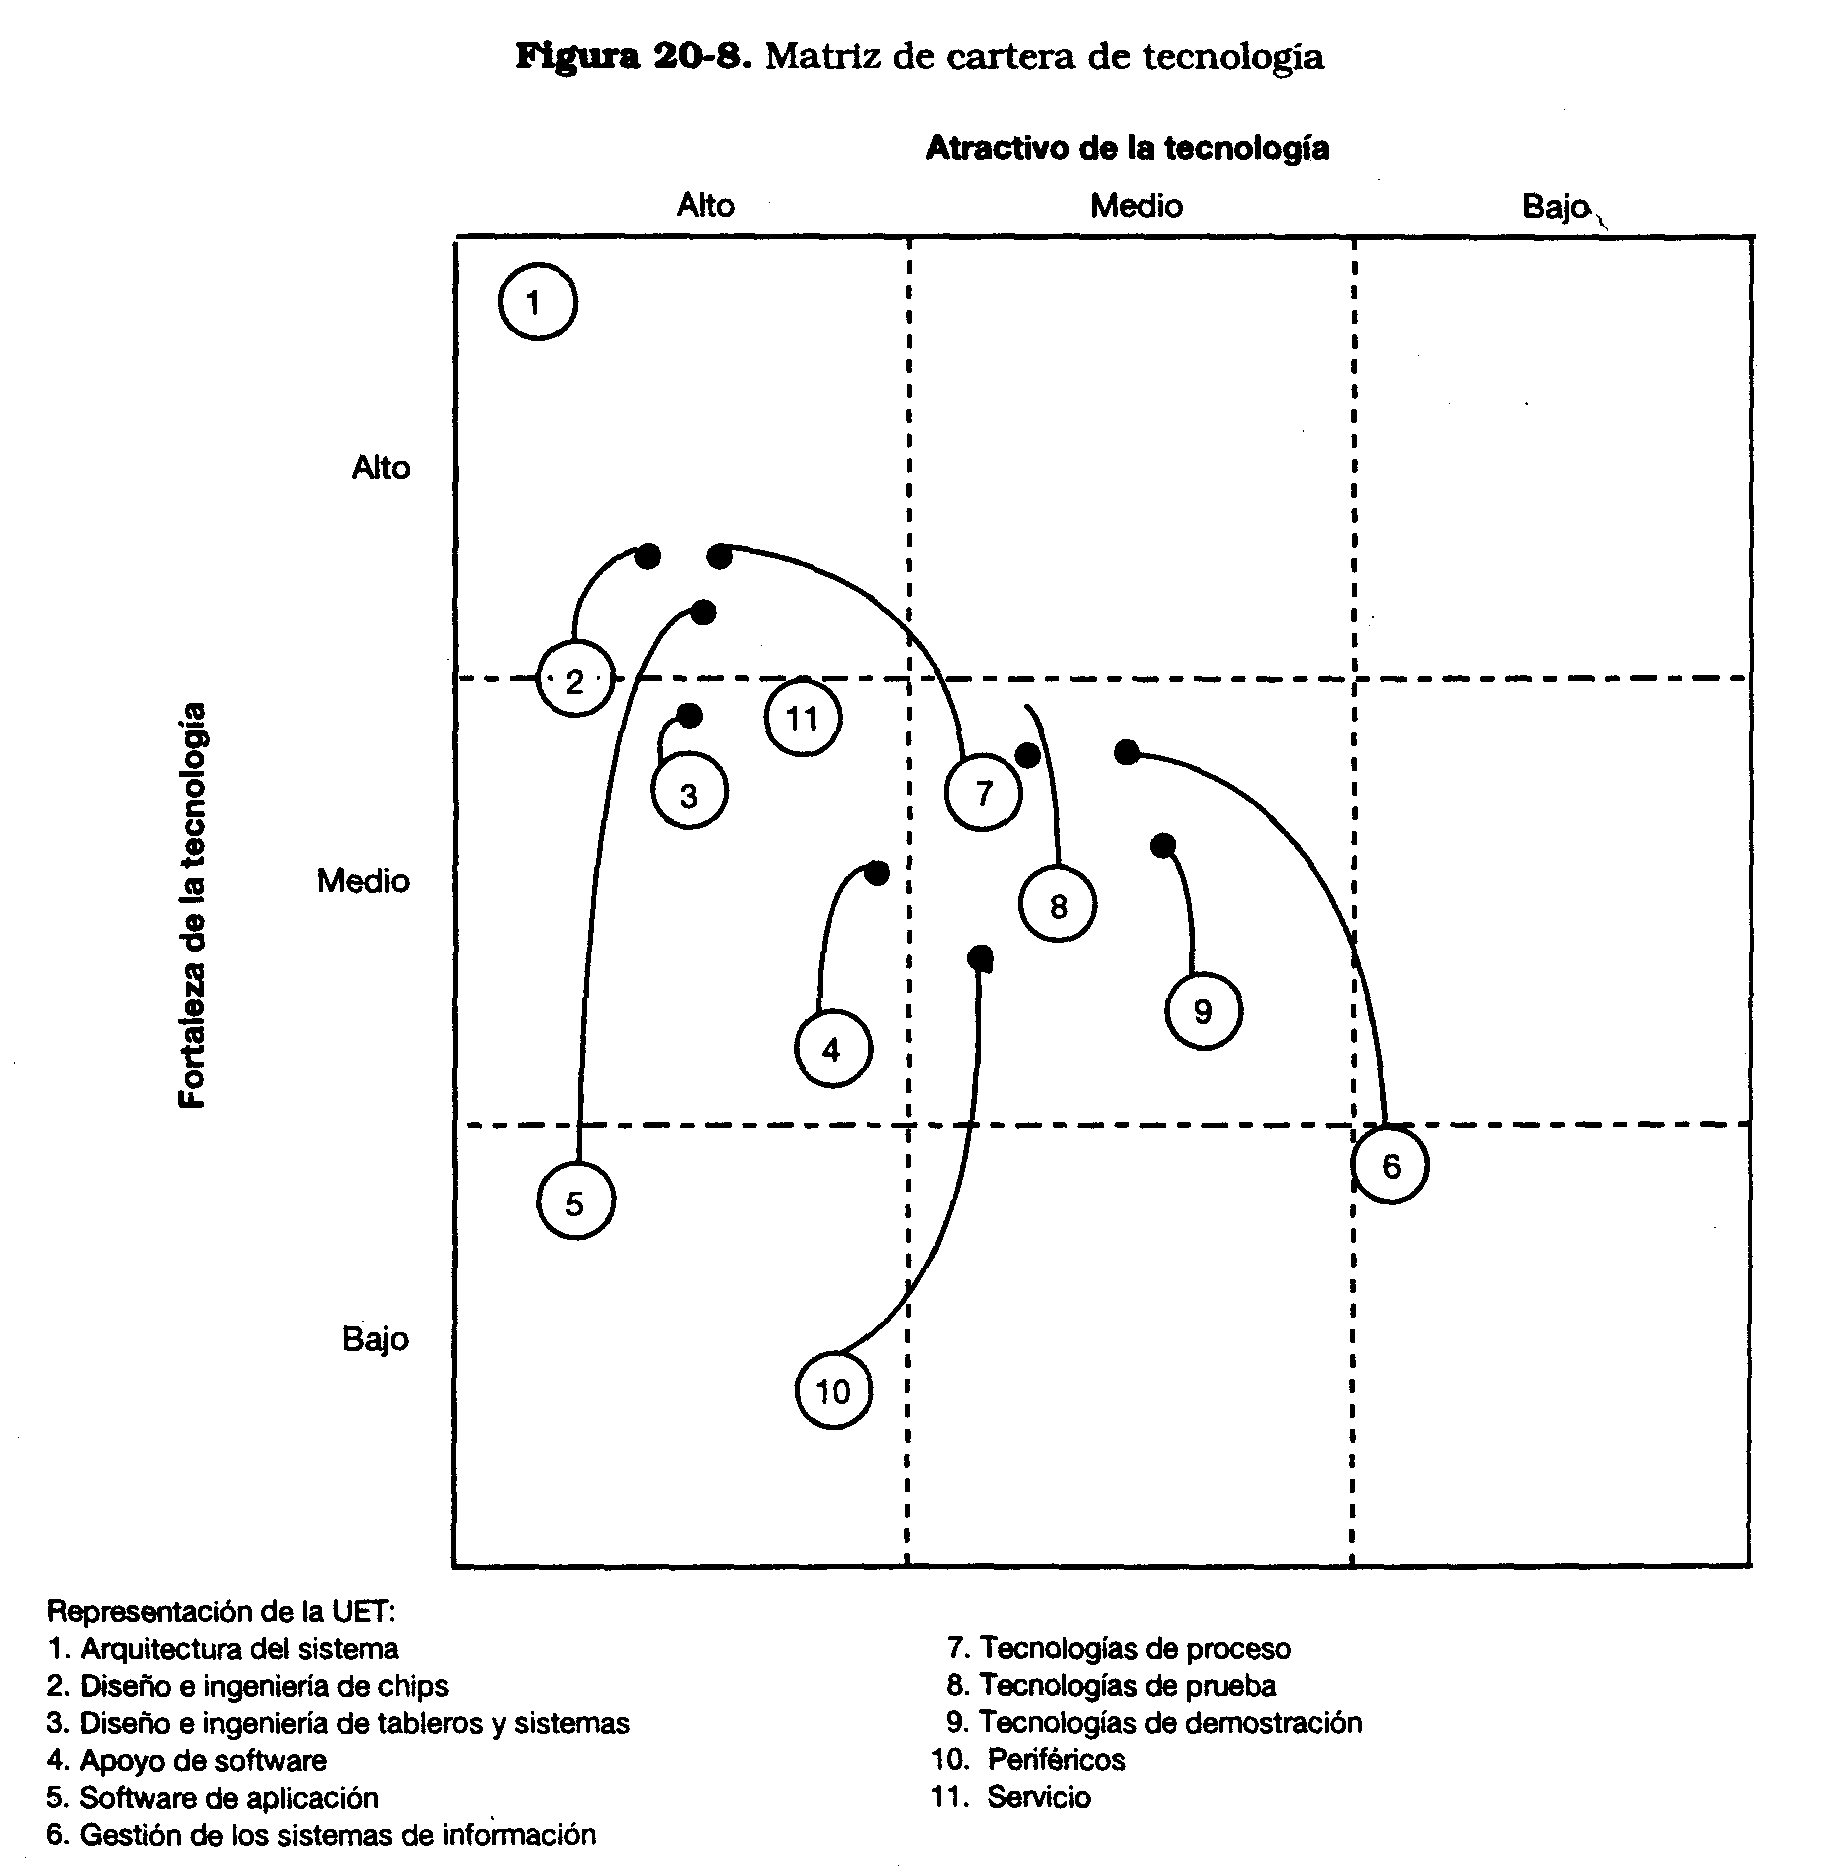 Figura 20-8. Matriz de cartera de tecnología
Atractivo de la tecnología
Alto Medio Bajo
1
Alto
2
11
3
7
Fortaleza de la tecnología
Medio
8
9
4
6
5
Bajo
10
Representación de la UET:
1. Arquitectura del sistema
2. Diseño e ingeniería de chips
3. Diseño e ingeniería de tableros y sistemas
4. Apoyo de software
5. Software de aplicación
6. Gestión de los sistemas de información
7. Tecnologías de proceso
8. Tecnologías de prueba
9. Tecnologías de demostración
10. Periféricos
11. Servicio